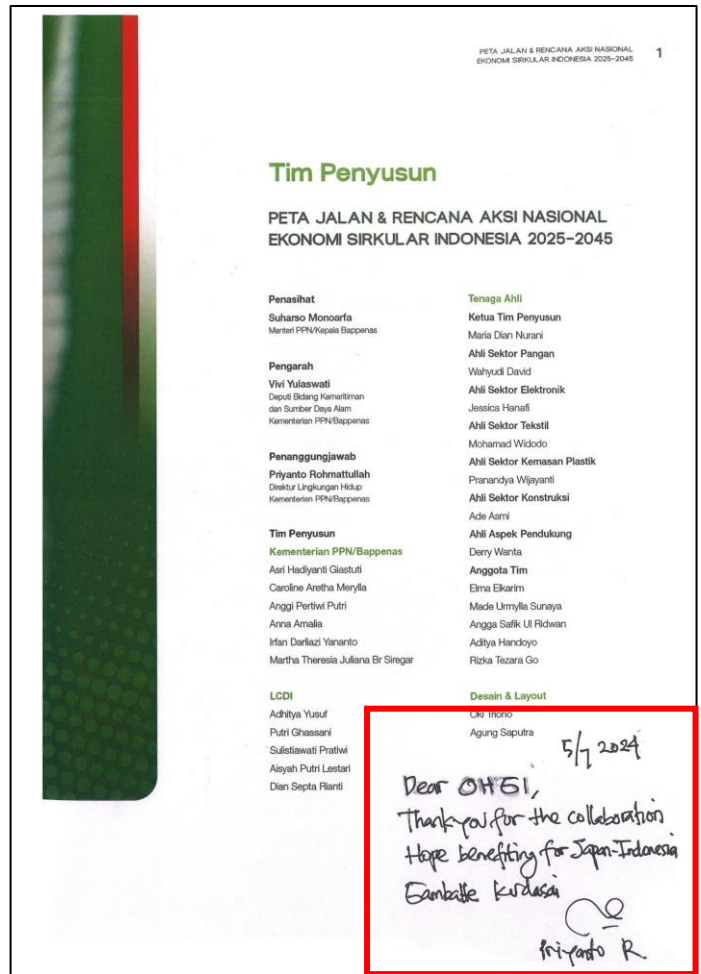 PETA JALAN & RENCANA AKSI NASIONAL
EKONOMI SIRKULAR INDONESIA 2025–2045
1
Tim Penyusun
PETA JALAN & RENCANA AKSI NASIONAL
EKONOMI SIRKULAR INDONESIA 2025–2045
Penasihat
Suharso Monoarfa
Menteri PPN/Kepala Bappenas
Pengarah
Vivi Yulaswati
Deputi Bidang Kemaritiman
dan Sumber Daya Alam
Kementerian PPN/Bappenas
Penanggungjawab
Priyanto Rohmattullah
Direktur Lingkungan Hidup
Kementerian PPN/Bappenas
Tim Penyusun
Kementerian PPN/Bappenas
Asri Hadiyanti Giastuti
Caroline Aretha Merylla
Anggi Pertiwi Putri
Anna Amalia
Irfan Darliazi Yananto
Martha Theresia Juliana Br Siregar
LCDI
Adhitya Yusuf
Putri Ghassani
Sulistiawati Pratiwi
Aisyah Putri Lestari
Dian Septa Rianti
Tenaga Ahli
Ketua Tim Penyusun
Maria Dian Nurani
Ahli Sektor Pangan
Wahyudi David
Ahli Sektor Elektronik
Jessica Hanafi
Ahli Sektor Tekstil
Mohamad Widodo
Ahli Sektor Kemasan Plastik
Pranandya Wijayanti
Ahli Sektor Konstruksi
Ade Asmi
Ahli Aspek Pendukung
Derry Wanta
Anggota Tim
Elma Elkarim
Made Urmylla Sunaya
Angga Safik Ul Ridwan
Aditya Handoyo
Rizka Tezara Go
Desain & Layout
Oki Triono
Agung Saputra
5/7 2024
Dear OHGI,
Thank you for the collaboration
Hope benefiting for Japan-Indonesia
Gambatte kudasai
Priyanto R